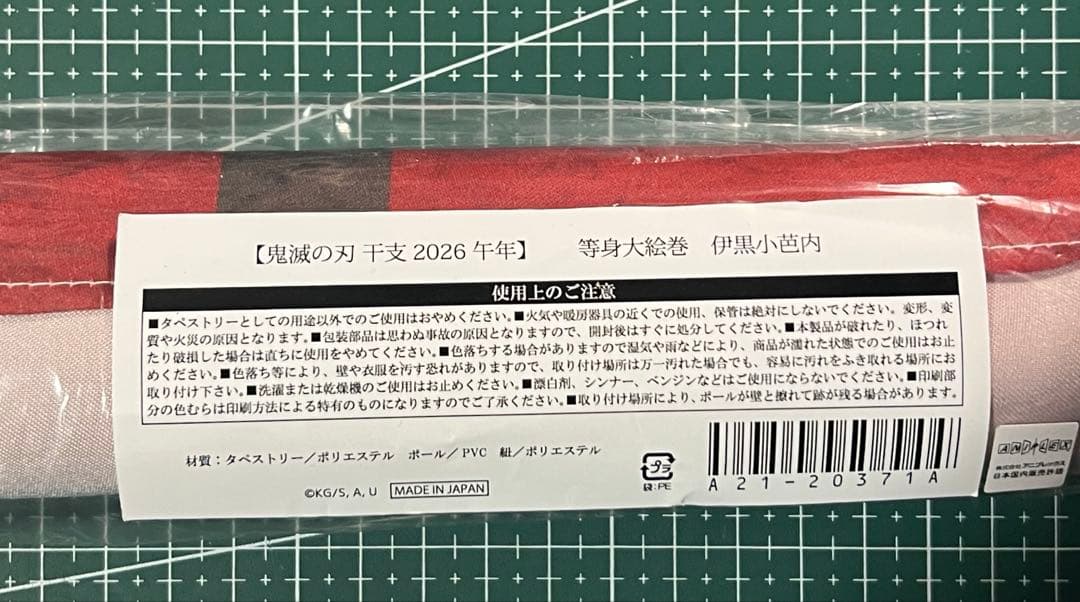 【鬼滅の刃 干支 2026 午年】　等身大絵巻　伊黒小芭内
使用上のご注意
■タペストリーとしての用途以外でのご使用はおやめください。■火気や暖房器具の近くでの使用、保管は絶対にしないでください。変形、変
質や火災の原因となります。■包装部品は思わぬ事故の原因となりますので、開封後はすぐに処分してください。■本製品が破れたり、ほつれ
たり破損した場合は直ちに使用をやめてください。■色落ちする場合がありますので湿気や雨などにより、商品が濡れた状態でのご使用はお止
めください。■色落ち等により、壁や衣服を汚す恐れがありますので、取り付け場所は万一汚れた場合でも、容易に汚れをふき取れる場所にお
取り付け下さい。■洗濯または乾燥機のご使用はお止めください。■漂白剤、シンナー、ベンジンなどはご使用にならないでください。■印刷部
分の色むらは印刷方法による特有のものになりますのでご了承ください。■取り付け場所により、ポールが壁と擦れて跡が残る場合があります。
材質：タペストリー／ポリエステル　ポール／PVC　紐／ポリエステル
©KG/S, A, U　MADE IN JAPAN
プラ
袋:PE
A21-20371A
ANIPLEX
株式会社アニプレックス
日本国内販売許諾